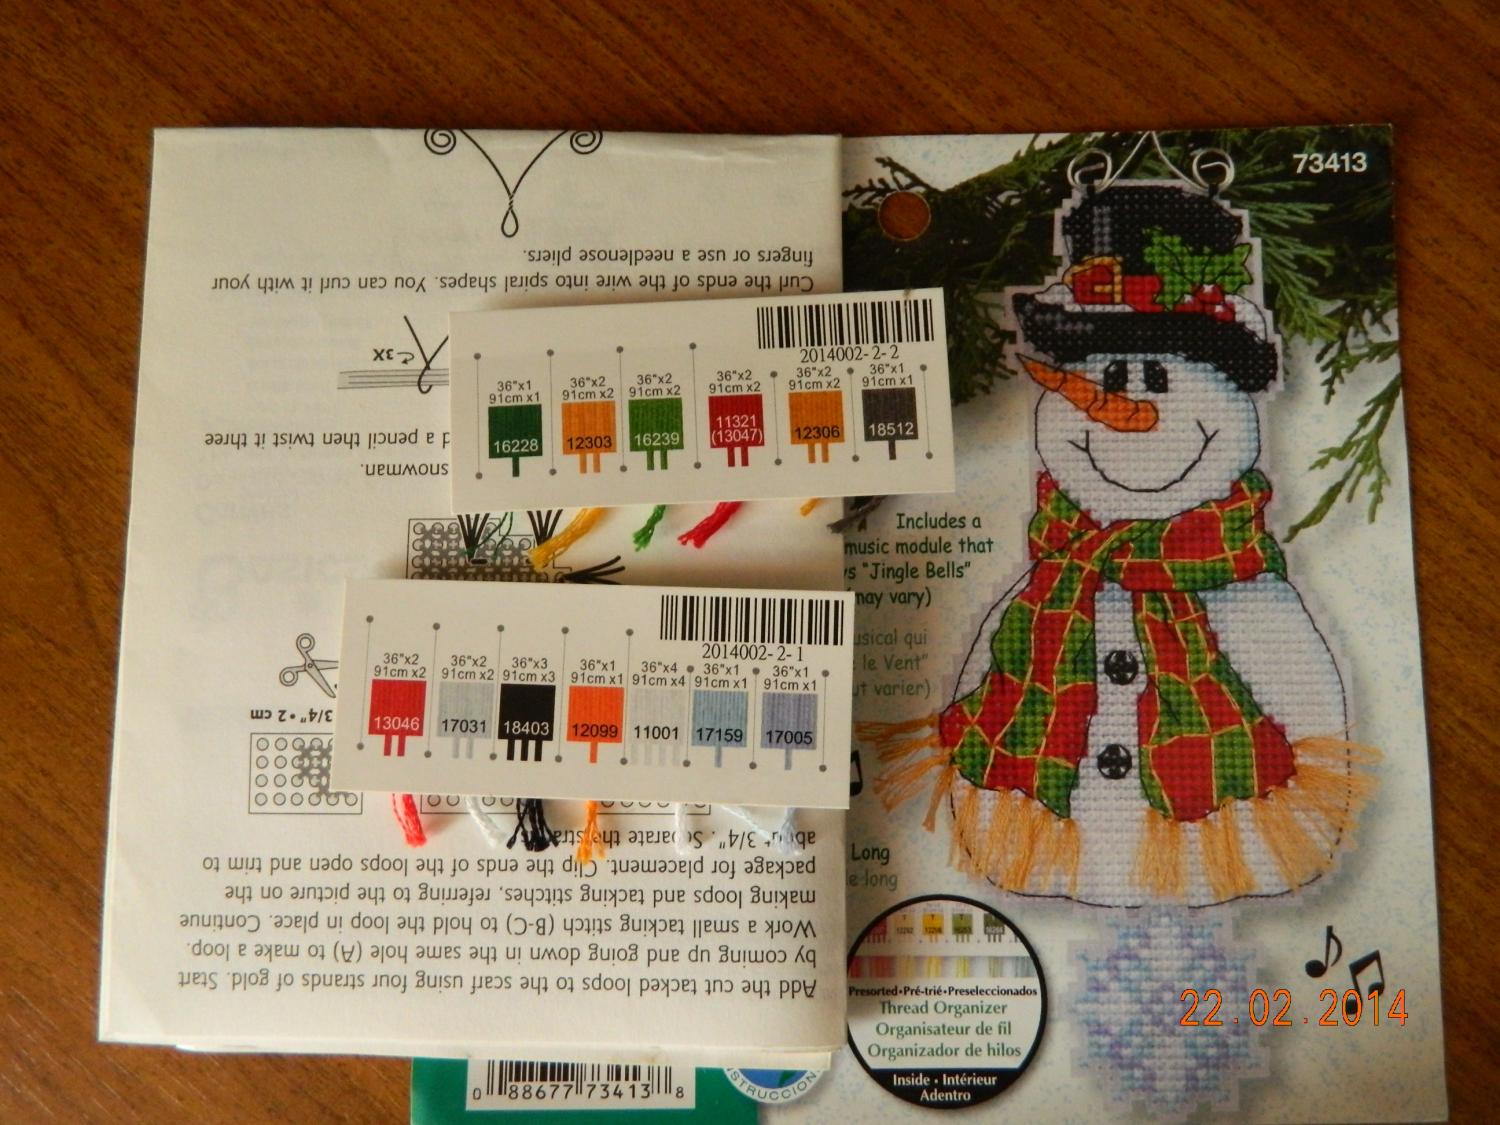 73413
Curl the ends of the wire into spiral shapes. You can curl it with your
fingers or use a needlenose pliers.
3X
d a pencil then twist it three
snowman.
2014002-2-2
36"x1
91cm x1
16228
36"x2
91cm x2
12303
36"x2
91cm x2
16239
36"x2
91cm x2
11321
(13047)
36"x2
91cm x2
12306
36"x1
91cm x1
18512
Includes a
music module that
"Jingle Bells"
may vary)
qui
le Vent"
varier)
2014002-2-1
36"x2
91cm x2
13046
36"x2
91cm x2
17031
36"x3
91cm x3
18403
36"x1
91cm x1
12099
36"x4
91cm x4
11001
36"x1
91cm x1
17159
36"x1
91cm x1
17005
3/4" • 2 cm
Add the cut tacked loops to the scarf using four strands of gold. Start
by coming up and going down in the same hole (A) to make a loop.
Work a small tacking stitch (B-C) to hold the loop in place. Continue
making loops and tacking stitches, referring to the picture on the
package for placement. Clip the ends of the loops open and trim to
about 3/4". Separate the
Long
Presorted•Pré-trié•Preseleccionados
Thread Organizer
Organisateur de fil
Organizador de hilos
Inside • Intérieur
Adentro
0 88677 73413 8
22.02.2014